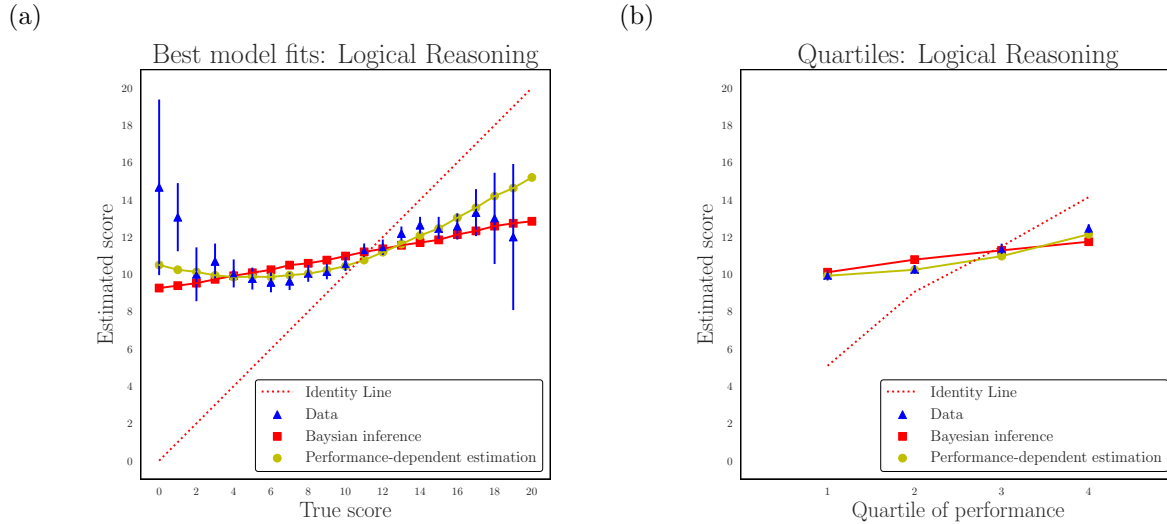 (a)
Best model fits: Logical Reasoning
Estimated score
20
18
16
14
12
10
8
6
4
2
0
Identity Line
Data
Baysian inference
Performance-dependent estimation
0 2 4 6 8 10 12 14 16 18 20
True score
(b)
Quartiles: Logical Reasoning
Estimated score
20
18
16
14
12
10
8
6
4
2
0
Identity Line
Data
Bayesian inference
Performance-dependent estimation
1 2 3 4
Quartile of performance